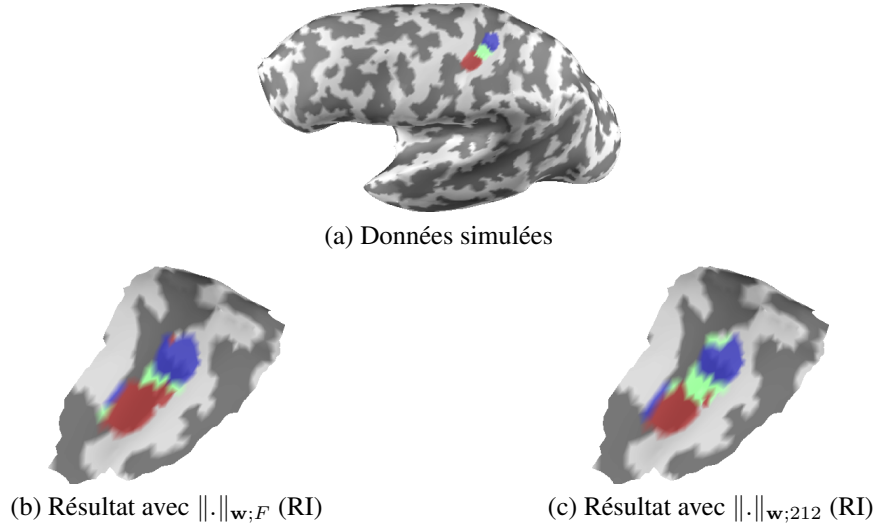 (a) Données simulées
(b) Résultat avec ‖.‖w;F (RI)
(c) Résultat avec ‖.‖w;212 (RI)